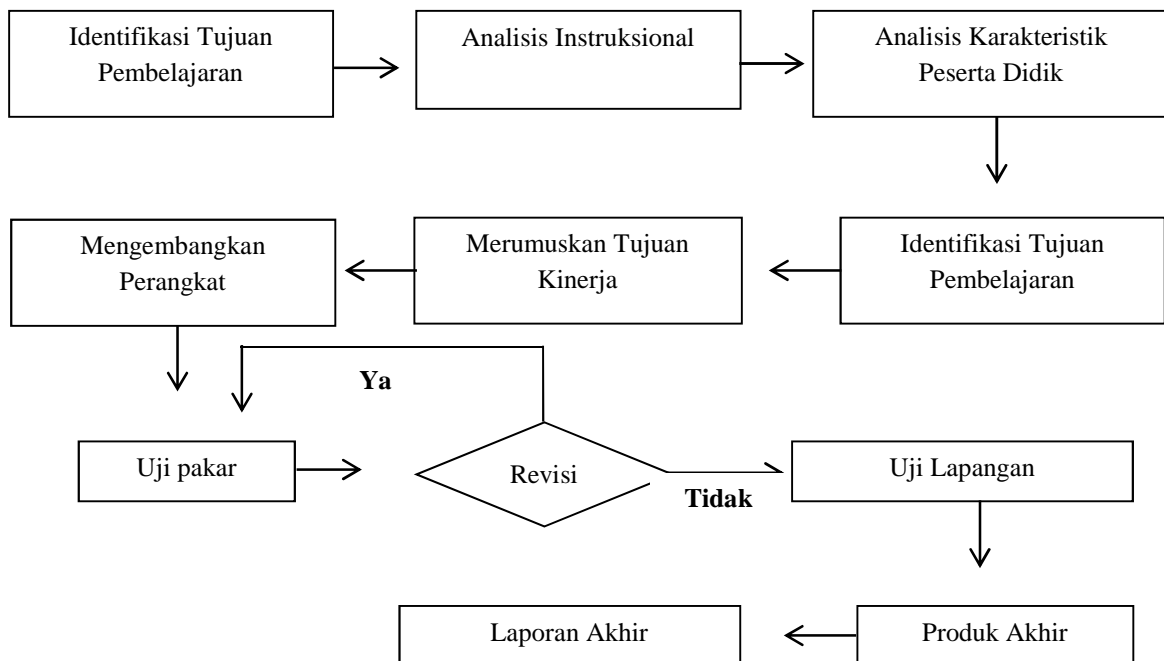 Identifikasi Tujuan
Pembelajaran
Analisis Instruksional
Analisis Karakteristik
Peserta Didik
Mengembangkan
Perangkat
Merumuskan Tujuan
Kinerja
Identifikasi Tujuan
Pembelajaran
Ya
Uji pakar
Revisi
Tidak
Uji Lapangan
Laporan Akhir
Produk Akhir